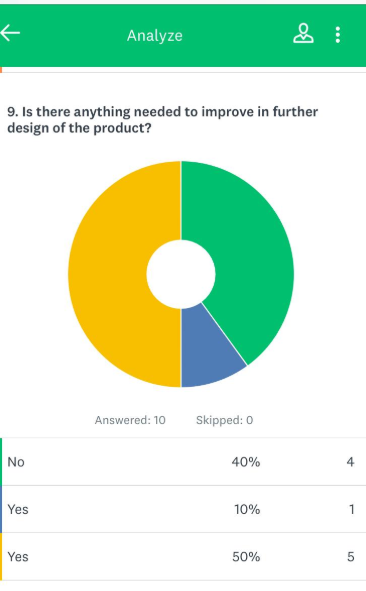 Analyze
9. Is there anything needed to improve in further
design of the product?
Answered: 10 Skipped: 0
No 40% 4
Yes 10% 1
Yes 50% 5